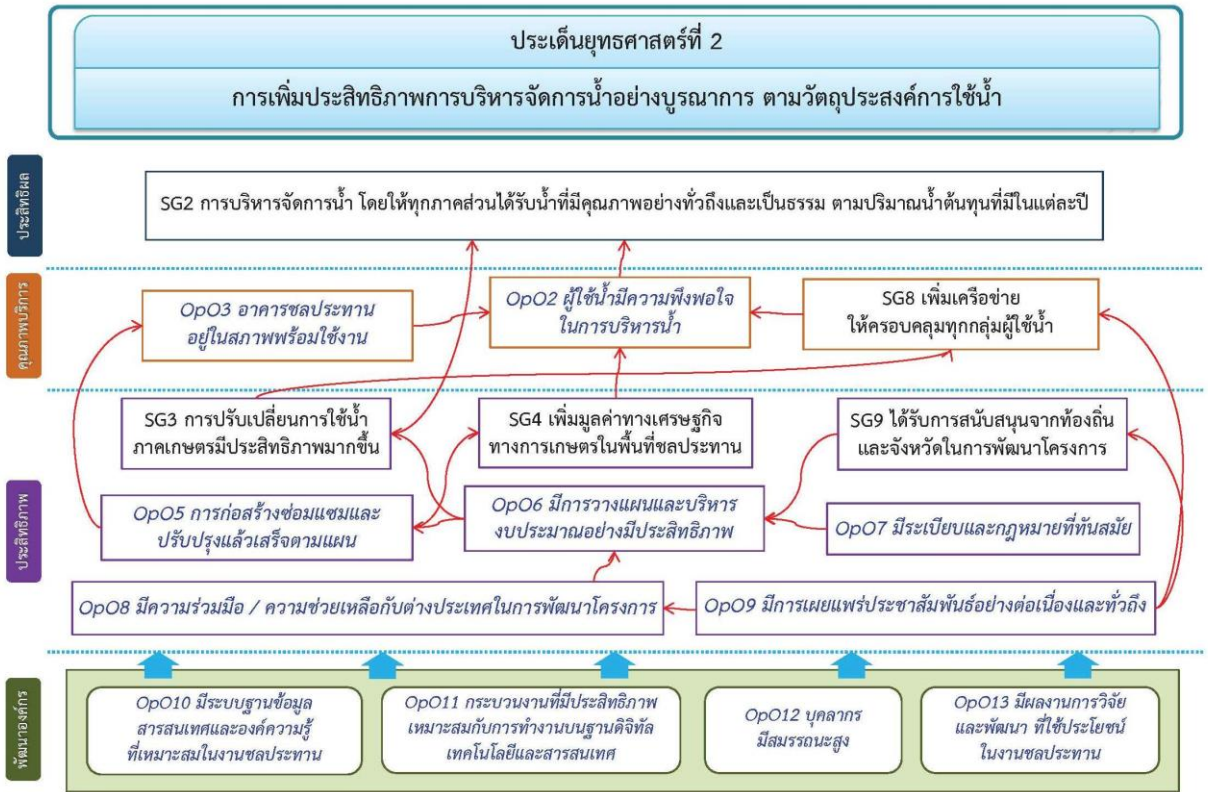 ประเด็นยุทธศาสตร์ที่ 2
การเพิ่มประสิทธิภาพการบริหารจัดการน้ำอย่างบูรณาการ ตามวัตถุประสงค์การใช้น้ำ
ประสิทธิผล
SG2 การบริหารจัดการน้ำ โดยให้ทุกภาคส่วนได้รับน้ำที่มีคุณภาพอย่างทั่วถึงและเป็นธรรม ตามปริมาณน้ำต้นทุนที่มีในแต่ละปี
คุณภาพบริการ
OpO3 อาคารชลประทาน
อยู่ในสภาพพร้อมใช้งาน
OpO2 ผู้ใช้น้ำมีความพึงพอใจ
ในการบริหารน้ำ
SG8 เพิ่มเครือข่าย
ให้ครอบคลุมทุกกลุ่มผู้ใช้น้ำ
ประสิทธิภาพ
SG3 การปรับเปลี่ยนการใช้น้ำ
ภาคเกษตรมีประสิทธิภาพมากขึ้น
SG4 เพิ่มมูลค่าทางเศรษฐกิจ
ทางการเกษตรในพื้นที่ชลประทาน
SG9 ได้รับการสนับสนุนจากท้องถิ่น
และจังหวัดในการพัฒนาโครงการ
OpO5 การก่อสร้างซ่อมแซมและ
ปรับปรุงแล้วเสร็จตามแผน
OpO6 มีการวางแผนและบริหาร
งบประมาณอย่างมีประสิทธิภาพ
OpO7 มีระเบียบและกฎหมายที่ทันสมัย
OpO8 มีความร่วมมือ / ความช่วยเหลือกับต่างประเทศในการพัฒนาโครงการ
OpO9 มีการเผยแพร่ประชาสัมพันธ์อย่างต่อเนื่องและทั่วถึง
พัฒนาองค์กร
OpO10 มีระบบฐานข้อมูล
สารสนเทศและองค์ความรู้
ที่เหมาะสมในงานชลประทาน
OpO11 กระบวนงานที่มีประสิทธิภาพ
เหมาะสมกับการทำงานบนฐานดิจิทัล
เทคโนโลยีและสารสนเทศ
OpO12 บุคลากร
มีสมรรถนะสูง
OpO13 มีผลงานการวิจัย
และพัฒนา ที่ใช้ประโยชน์
ในงานชลประทาน